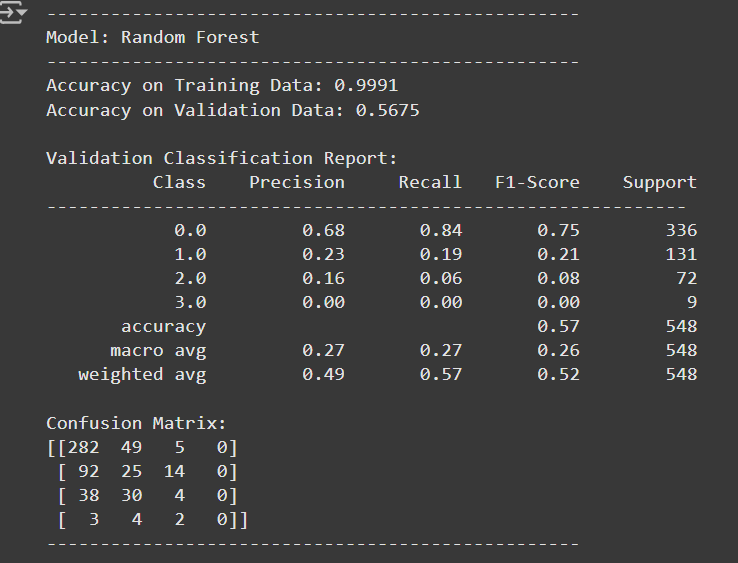 --------------------------------------------------
Model: Random Forest
--------------------------------------------------
Accuracy on Training Data: 0.9991
Accuracy on Validation Data: 0.5675
Validation Classification Report:
Class Precision Recall F1-Score Support
------------------------------------------------------------
0.0 0.68 0.84 0.75 336
1.0 0.23 0.19 0.21 131
2.0 0.16 0.06 0.08 72
3.0 0.00 0.00 0.00 9
accuracy 0.57 548
macro avg 0.27 0.27 0.26 548
weighted avg 0.49 0.57 0.52 548
Confusion Matrix:
[[282 49 5 0]
[ 92 25 14 0]
[ 38 30 4 0]
[ 3 4 2 0]]
--------------------------------------------------